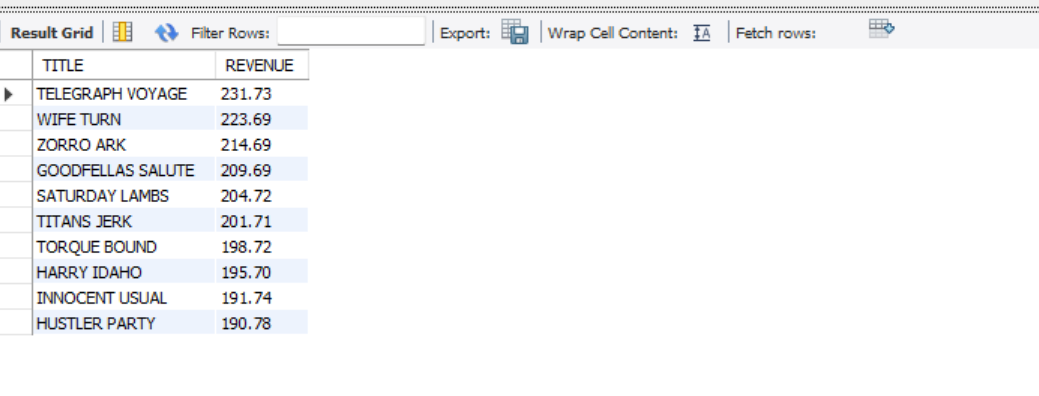 Result Grid Filter Rows: Export: Wrap Cell Content: IA Fetch rows:
TITLE REVENUE
TELEGRAPH VOYAGE 231.73
WIFE TURN 223.69
ZORRO ARK 214.69
GOODFELLAS SALUTE 209.69
SATURDAY LAMBS 204.72
TITANS JERK 201.71
TORQUE BOUND 198.72
HARRY IDAHO 195.70
INNOCENT USUAL 191.74
HUSTLER PARTY 190.78